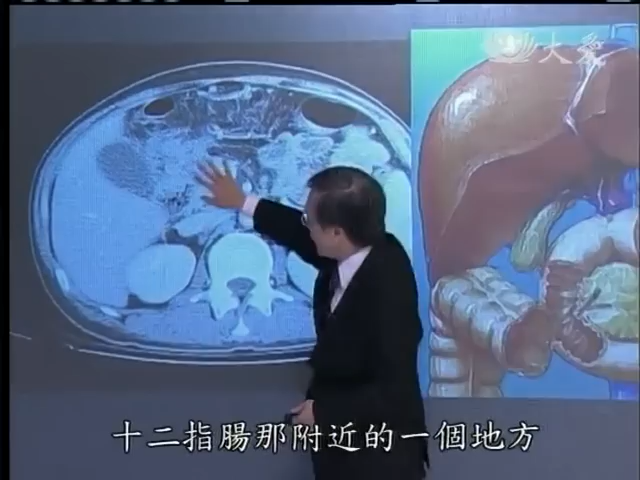 大愛
十二指腸那附近的一個地方